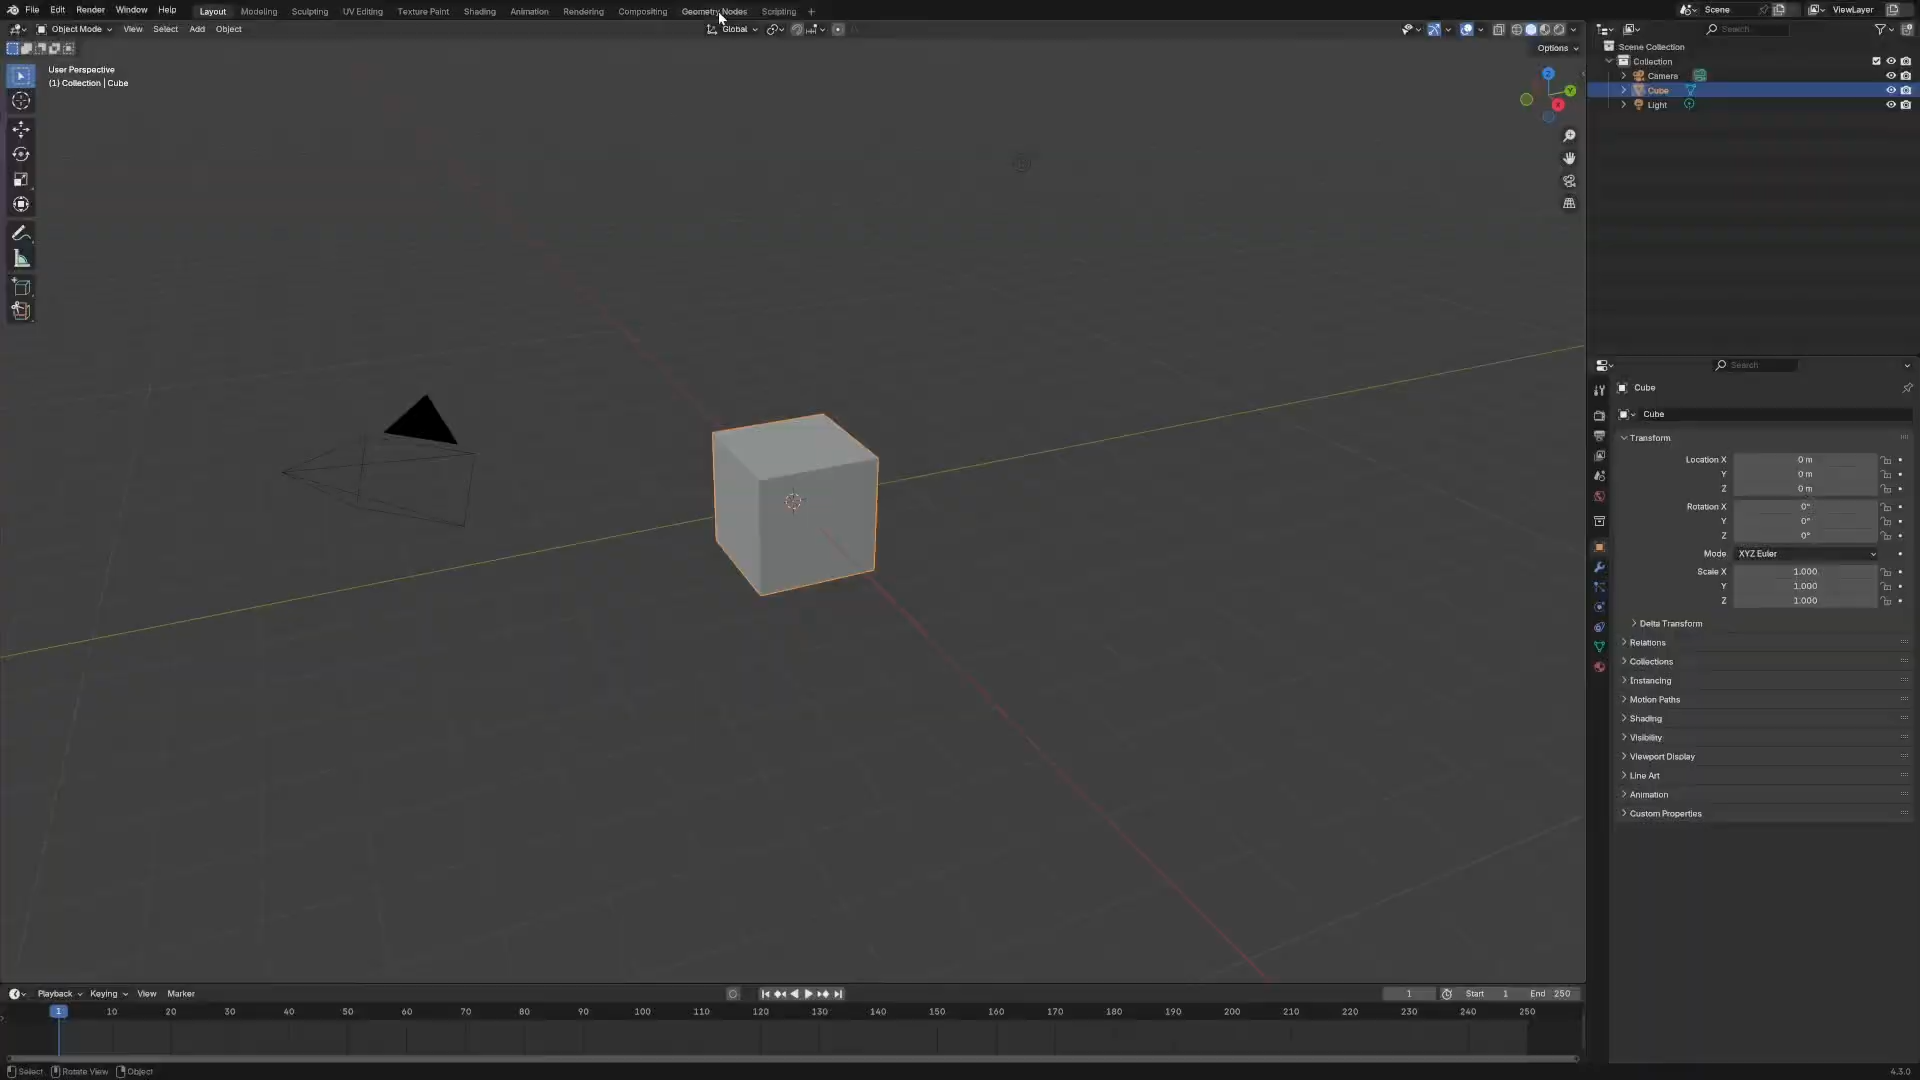 File Edit Render Window Help Layout Modeling Sculpting UV Editing Texture Paint Shading Animation Rendering Compositing Geometry Nodes Scripting + Scene ViewLayer
Object Mode View Select Add Object Global Search
Options
User Perspective
(1) Collection | Cube
Z
Y
X
Scene Collection
Collection
Camera
Cube
Light
Search
Cube
Cube
Transform
Location X 0 m
Y 0 m
Z 0 m
Rotation X 0°
Y 0°
Z 0°
Mode XYZ Euler
Scale X 1.000
Y 1.000
Z 1.000
Delta Transform
Relations
Collections
Instancing
Motion Paths
Shading
Visibility
Viewport Display
Line Art
Animation
Custom Properties
Playback Keying View Marker 1 Start 1 End 250
1 10 20 30 40 50 60 70 80 90 100 110 120 130 140 150 160 170 180 190 200 210 220 230 240 250
Select Rotate View Object 4.3.0